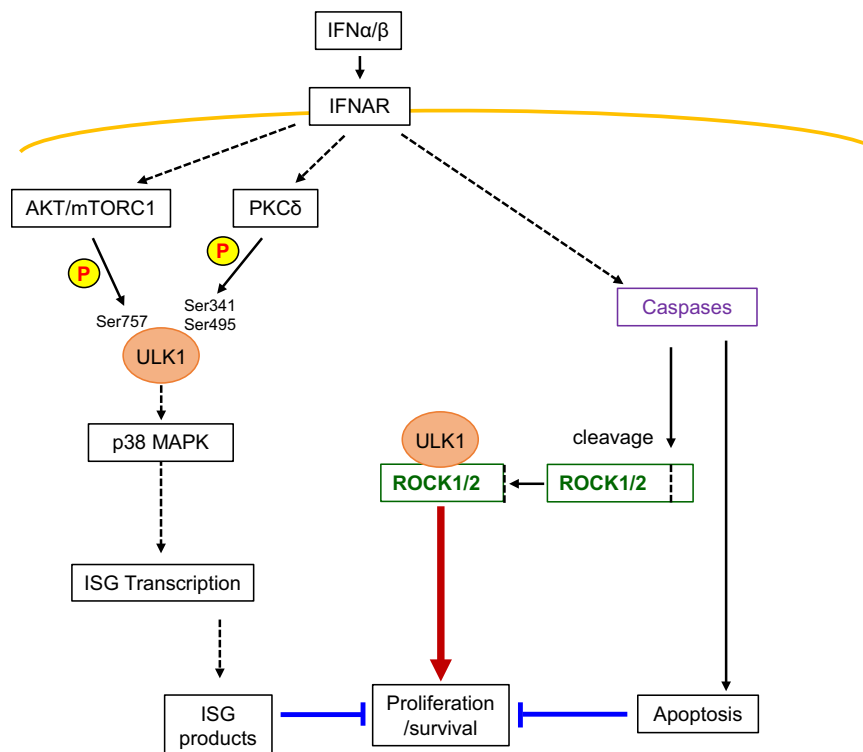 IFNα/β
IFNAR
AKT/mTORC1
PKCδ
P
P
Ser757
Ser341
Ser495
ULK1
Caspases
p38 MAPK
ULK1
cleavage
ROCK1/2
ROCK1/2
ISG Transcription
ISG
products
Proliferation
/survival
Apoptosis